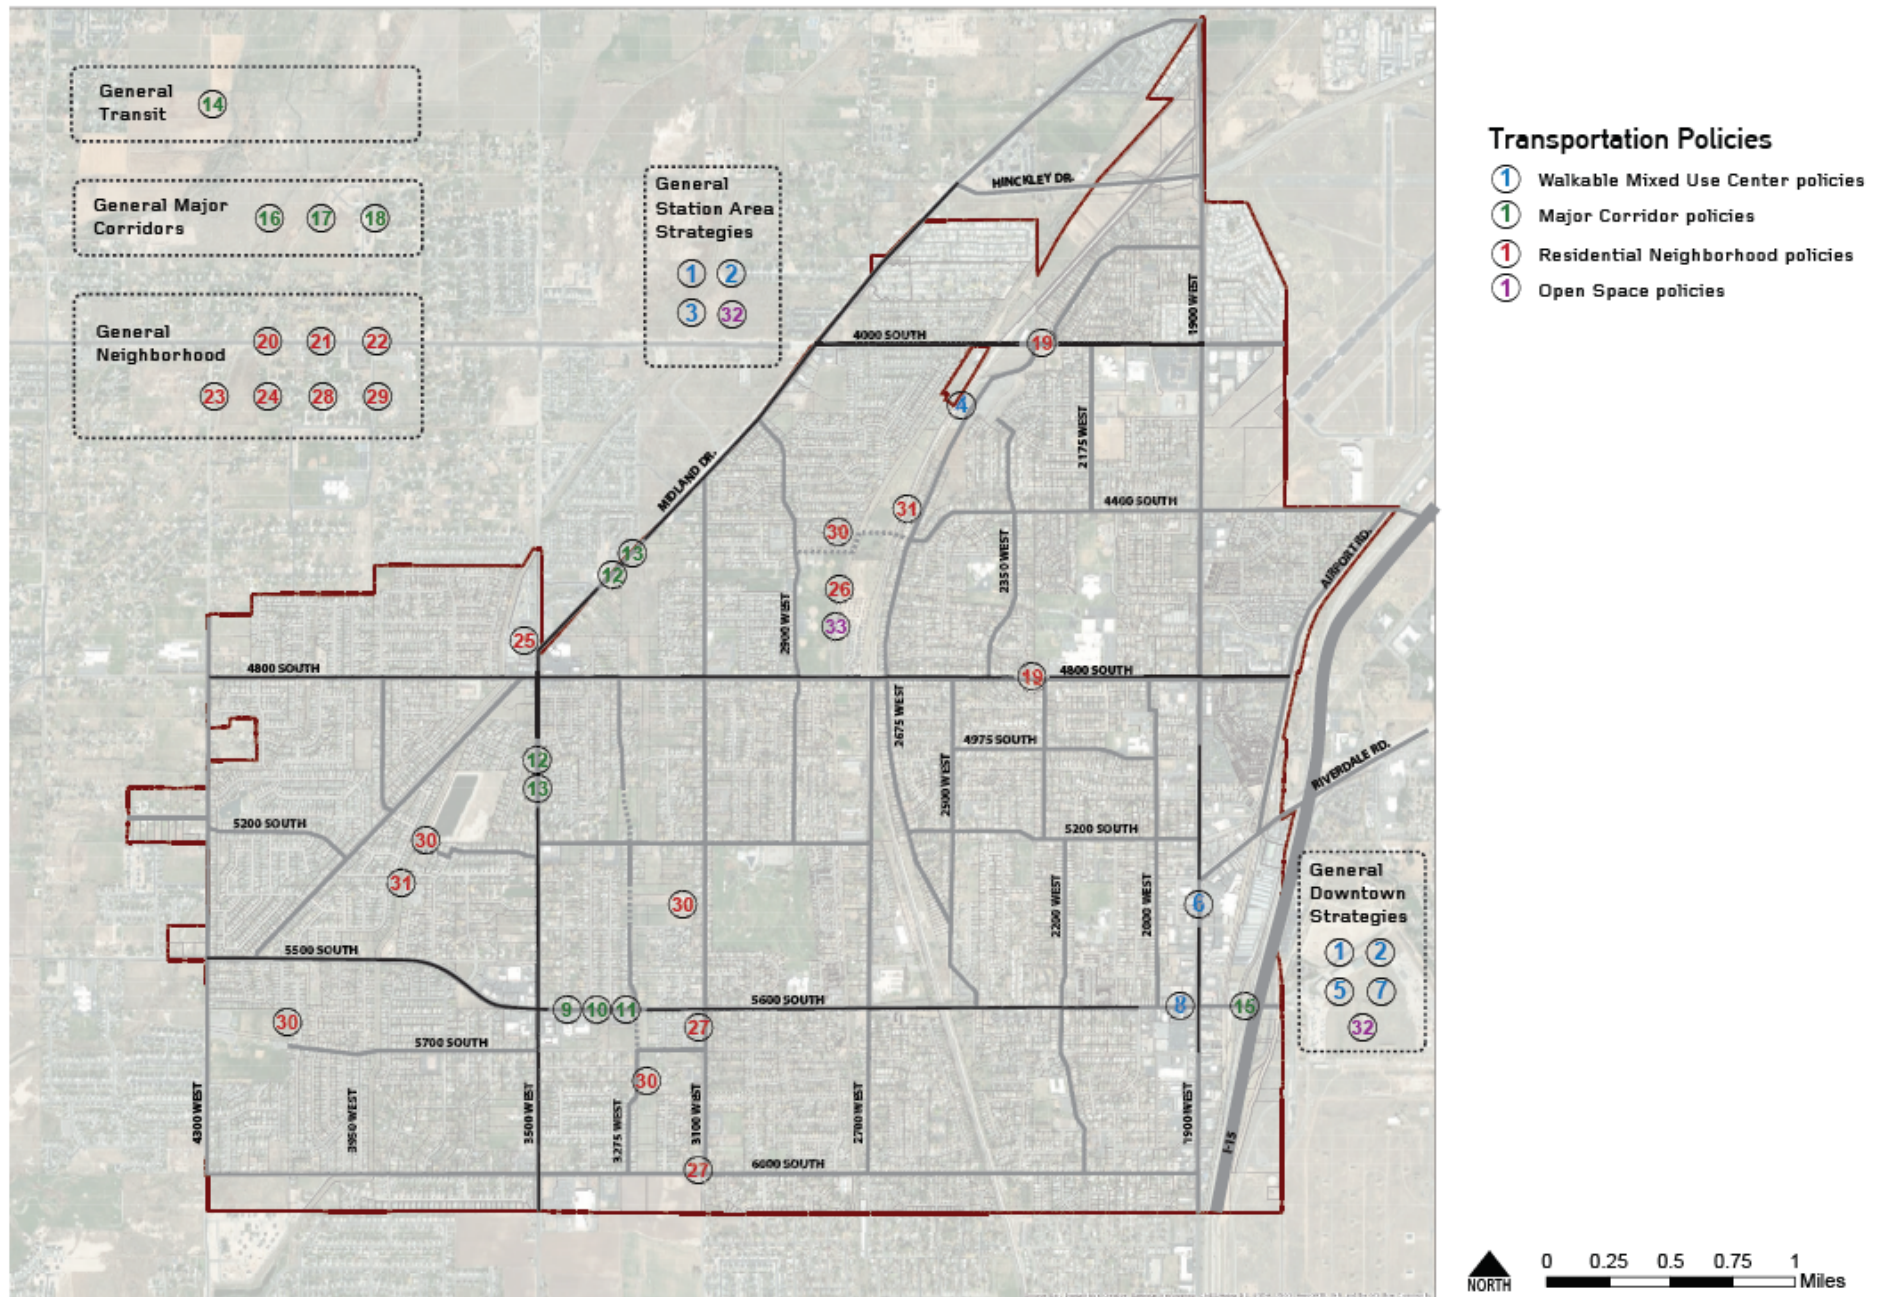 General
Transit
14
General Major
Corridors
16 17 18
General
Neighborhood
20 21 22
23 24 28 29
General
Station Area
Strategies
1 2
3 32
Transportation Policies
1 Walkable Mixed Use Center policies
1 Major Corridor policies
1 Residential Neighborhood policies
1 Open Space policies
HINCKLEY DR.
1900 WEST
4000 SOUTH
19
4
2175 WEST
MIDLAND DR.
4400 SOUTH
31
30
13
12
2350 WEST
AIRPORT RD.
26
2900 WEST
33
25
4800 SOUTH
19
4800 SOUTH
2675 WEST
4975 SOUTH
12
13
2500 WEST
RIVERDALE RD.
5200 SOUTH
30
5200 SOUTH
31
30
2200 WEST
2000 WEST
6
General
Downtown
Strategies
1 2
5 7
32
5500 SOUTH
9 10 11
5600 SOUTH
8
15
30
27
5700 SOUTH
30
4300 WEST
3950 WEST
3500 WEST
3275 WEST
3100 WEST
2700 WEST
1900 WEST
I-15
27
6000 SOUTH
NORTH
0 0.25 0.5 0.75 1
Miles